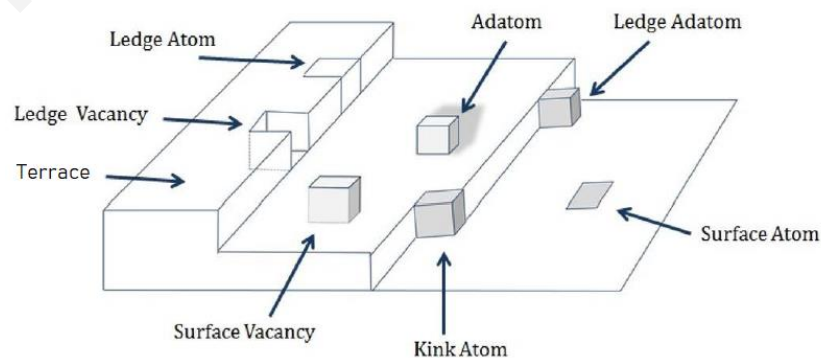 Adatom
Ledge Adatom
Ledge Atom
Ledge Vacancy
Terrace
Surface Atom
Surface Vacancy
Kink Atom